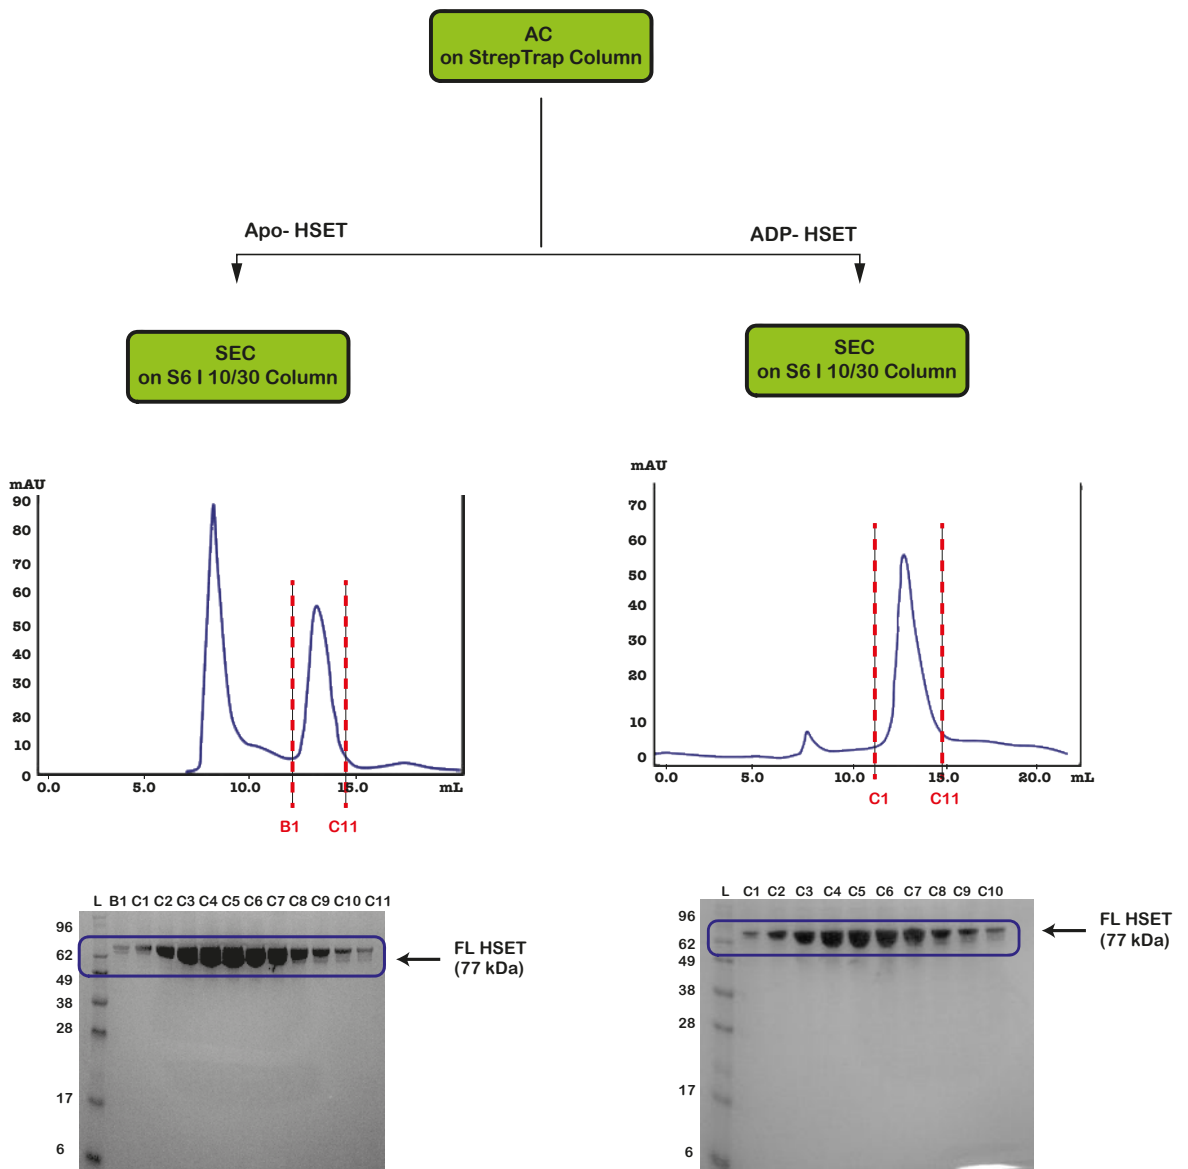 AC
on StrepTrap Column
Apo- HSET
ADP- HSET
SEC
on S6 I 10/30 Column
SEC
on S6 I 10/30 Column
mAU
90
80
70
60
50
40
30
20
10
0
0.0 5.0 10.0 15.0 mL
B1 C11
mAU
70
60
50
40
30
20
10
0
0.0 5.0 10.0 15.0 20.0 mL
C1 C11
L B1 C1 C2 C3 C4 C5 C6 C7 C8 C9 C10 C11
96
62
49
38
28
17
6
FL HSET
(77 kDa)
L C1 C2 C3 C4 C5 C6 C7 C8 C9 C10
96
62
49
38
28
17
6
FL HSET
(77 kDa)